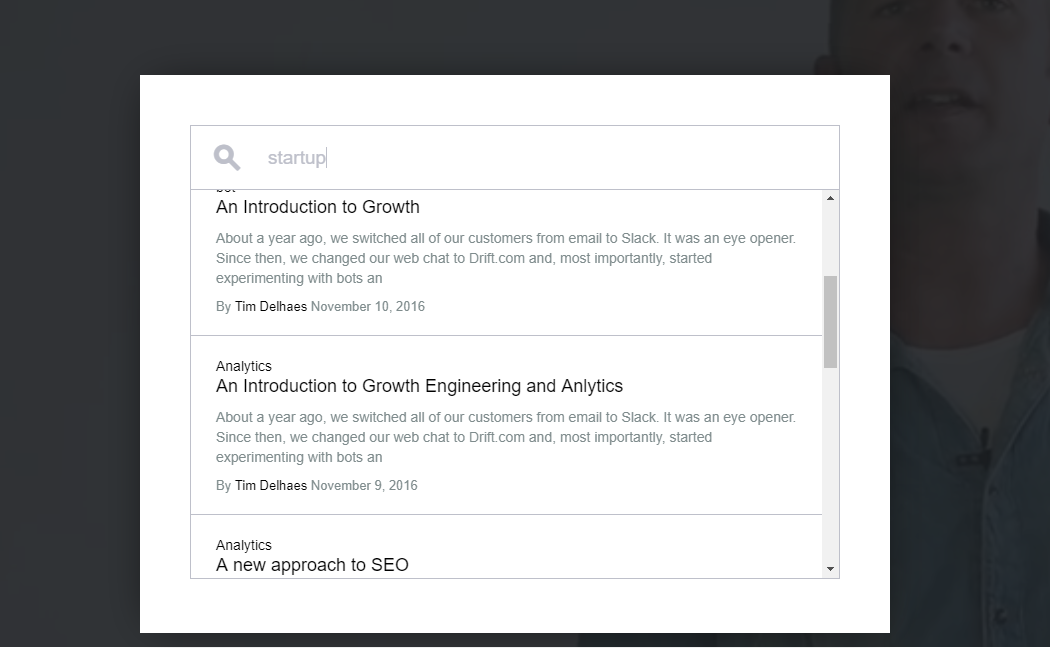 startup
bot
An Introduction to Growth
About a year ago, we switched all of our customers from email to Slack. It was an eye opener.
Since then, we changed our web chat to Drift.com and, most importantly, started
experimenting with bots an
By Tim Delhaes November 10, 2016
Analytics
An Introduction to Growth Engineering and Anlytics
About a year ago, we switched all of our customers from email to Slack. It was an eye opener.
Since then, we changed our web chat to Drift.com and, most importantly, started
experimenting with bots an
By Tim Delhaes November 9, 2016
Analytics
A new approach to SEO